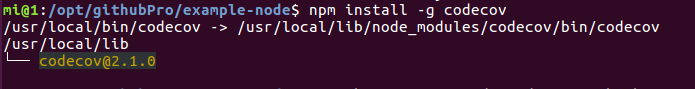 mi@1:/opt/githubPro/example-node$ npm install -g codecov
/usr/local/bin/codecov -> /usr/local/lib/node_modules/codecov/bin/codecov
/usr/local/lib
└── codecov@2.1.0